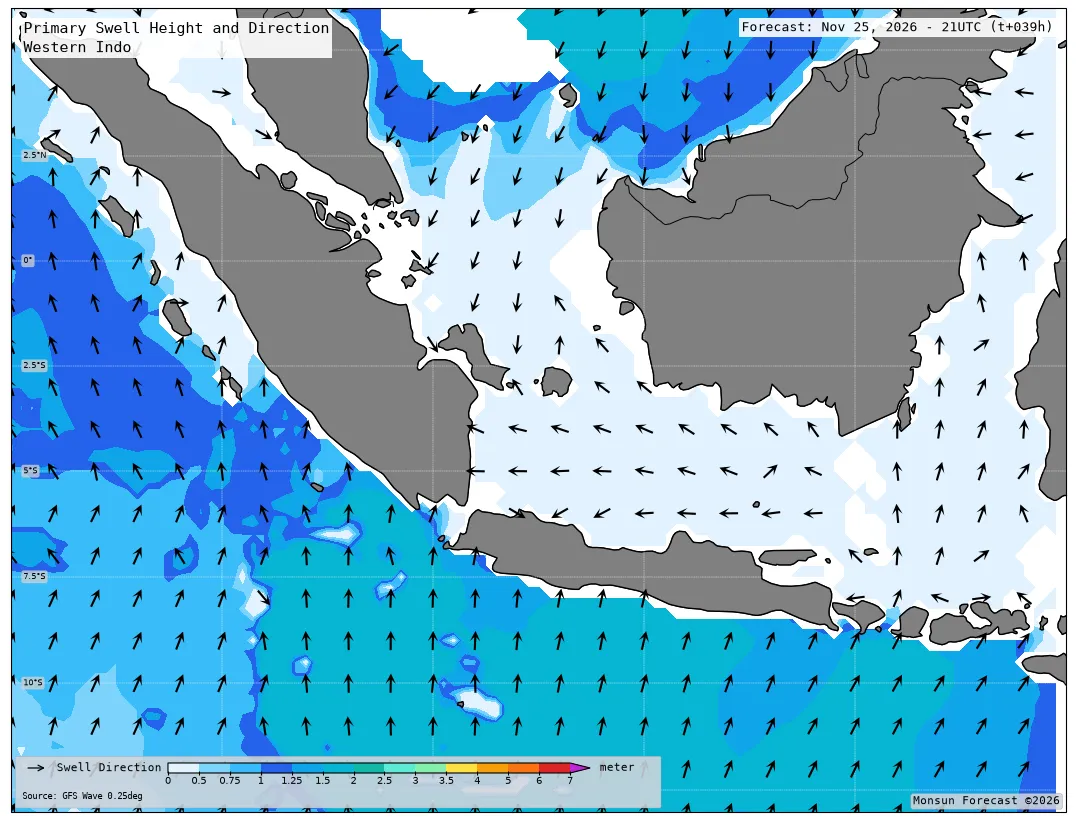 Primary Swell Height and Direction
Western Indo
Forecast: Nov 25, 2026 - 21UTC (t+039h)
2.5°N
0°
2.5°S
5°S
7.5°S
10°S
Swell Direction
meter
0 0.5 0.75 1 1.25 1.5 2 2.5 3 3.5 4 5 6 7
Source: GFS Wave 0.25deg
Monsun Forecast ©2026